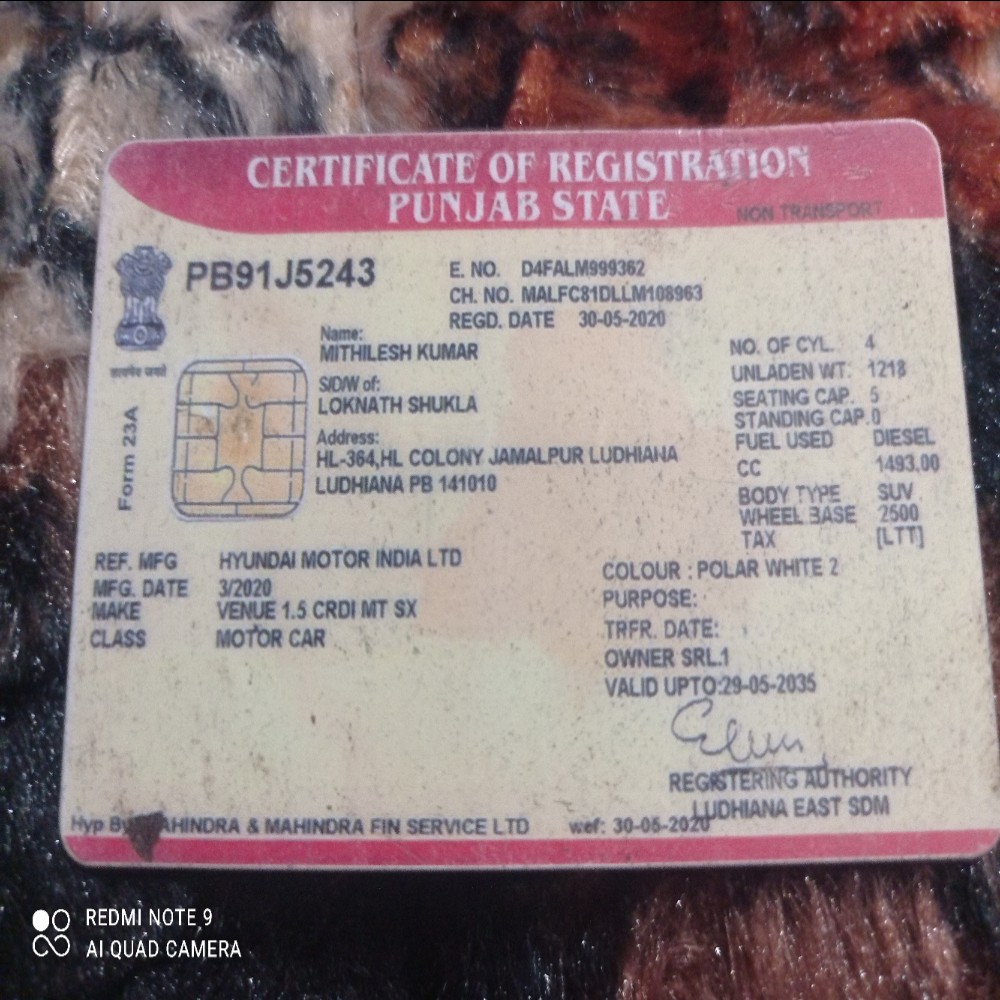 CERTIFICATE OF REGISTRATION
PUNJAB STATE
NON TRANSPORT
PB91J5243
E. NO. D4FALM999362
CH. NO. MALFC81DLLM108963
REGD. DATE 30-05-2020
सत्यमेव जयते
Form 23A
Name:
MITHILESH KUMAR
S/D/W of:
LOKNATH SHUKLA
Address:
HL-364,HL COLONY JAMALPUR LUDHIANA
LUDHIANA PB 141010
NO. OF CYL. 4
UNLADEN WT: 1218
SEATING CAP. 5
STANDING CAP.0
FUEL USED DIESEL
CC 1493.00
BODY TYPE SUV
WHEEL BASE 2500
TAX [LTT]
REF. MFG HYUNDAI MOTOR INDIA LTD
MFG. DATE 3/2020
MAKE VENUE 1.5 CRDI MT SX
CLASS MOTOR CAR
COLOUR : POLAR WHITE 2
PURPOSE:
TRFR. DATE:
OWNER SRL.1
VALID UPTO:29-05-2035
REGISTERING AUTHORITY
LUDHIANA EAST SDM
Hyp By AHINDRA & MAHINDRA FIN SERVICE LTD wef: 30-05-2020
REDMI NOTE 9
AI QUAD CAMERA